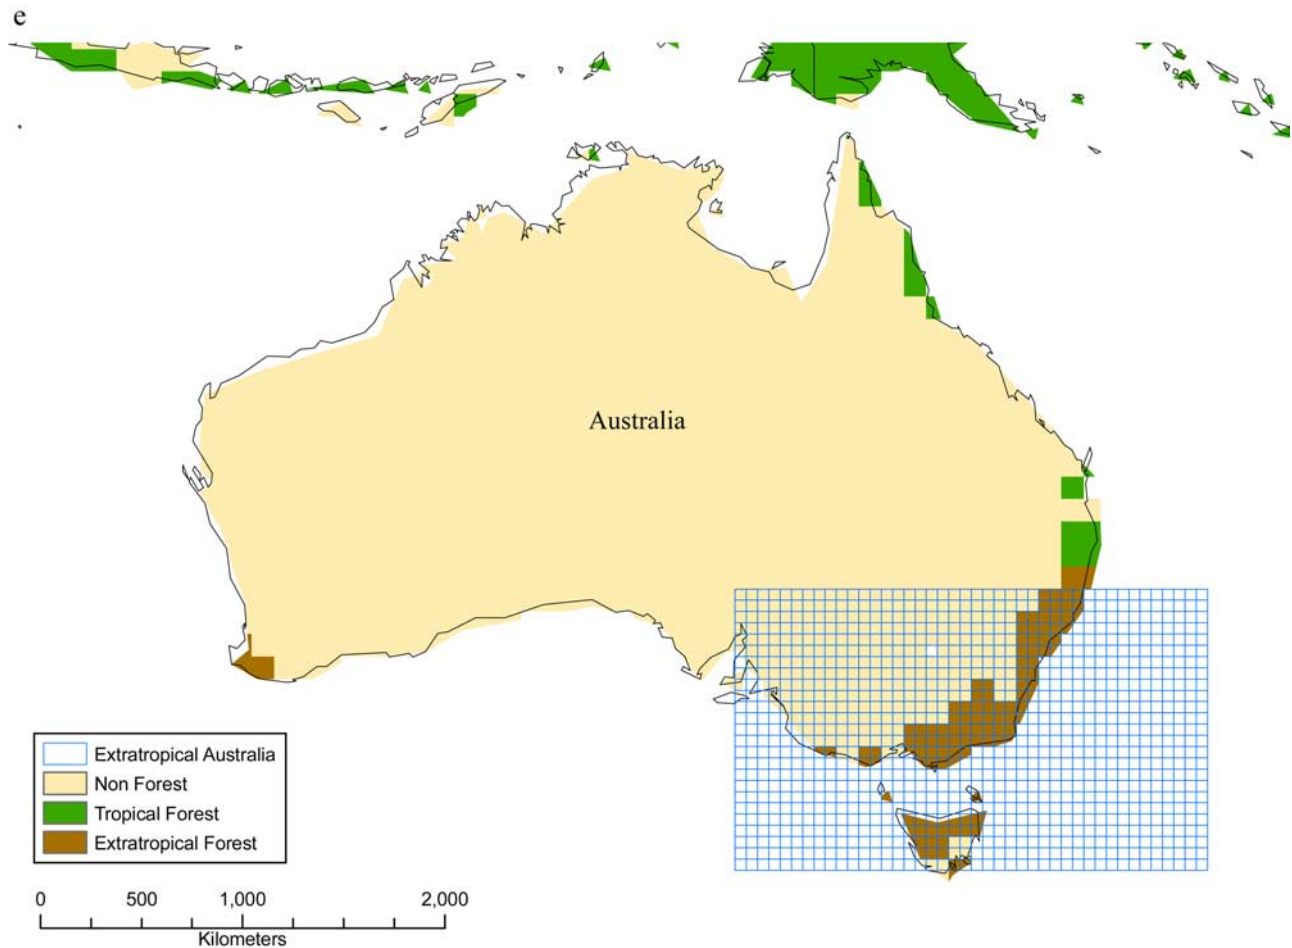 e
Australia
Extratropical Australia
Non Forest
Tropical Forest
Extratropical Forest
0 500 1,000 2,000
Kilometers